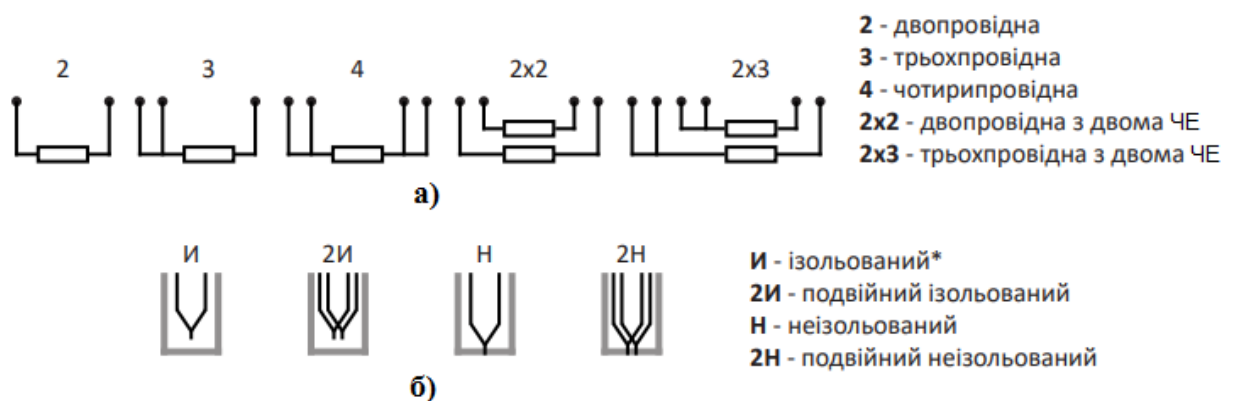 2 3 4 2x2 2x3
2 - двопровідна
3 - трьохпровідна
4 - чотирипровідна
2x2 - двопровідна з двома ЧЕ
2x3 - трьохпровідна з двома ЧЕ
а)
И 2И Н 2Н
И - ізольований*
2И - подвійний ізольований
Н - неізольований
2Н - подвійний неізольований
б)